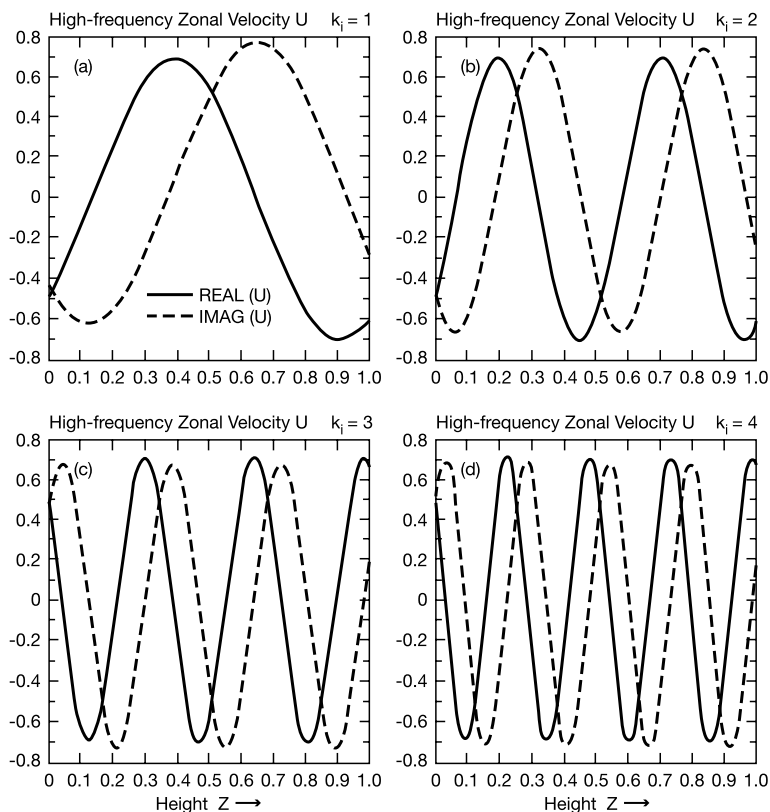 High-frequency Zonal Velocity U k_i = 1
0.8
0.6
0.4
0.2
0
-0.2
-0.4
-0.6
-0.8
(a)
REAL (U)
IMAG (U)
0 0.1 0.2 0.3 0.4 0.5 0.6 0.7 0.8 0.9 1.0
High-frequency Zonal Velocity U k_i = 2
0.8
0.6
0.4
0.2
0
-0.2
-0.4
-0.6
-0.8
(b)
0 0.1 0.2 0.3 0.4 0.5 0.6 0.7 0.8 0.9 1.0
High-frequency Zonal Velocity U k_i = 3
0.8
0.6
0.4
0.2
0
-0.2
-0.4
-0.6
-0.8
(c)
0 0.1 0.2 0.3 0.4 0.5 0.6 0.7 0.8 0.9 1.0
Height Z →
High-frequency Zonal Velocity U k_i = 4
0.8
0.6
0.4
0.2
0
-0.2
-0.4
-0.6
-0.8
(d)
0 0.1 0.2 0.3 0.4 0.5 0.6 0.7 0.8 0.9 1.0
Height Z →